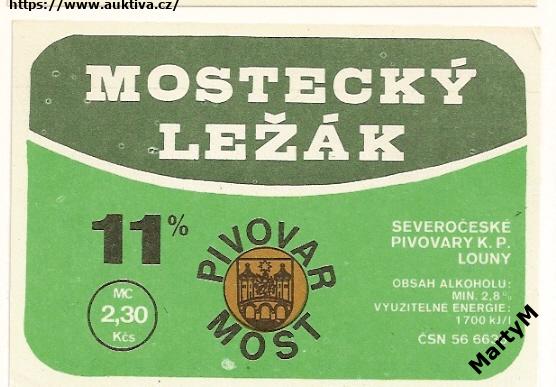 https://www.auktiva.cz/
MOSTECKÝ
LEŽÁK
11%
MC
2,30
Kčs
PIVOVAR
MOST
SEVEROČESKÉ
PIVOVARY K. P.
LOUNY
OBSAH ALKOHOLU:
MIN. 2,8%
VYUŽITELNÉ ENERGIE:
1700 kJ/l
ČSN 56 66
MartyM